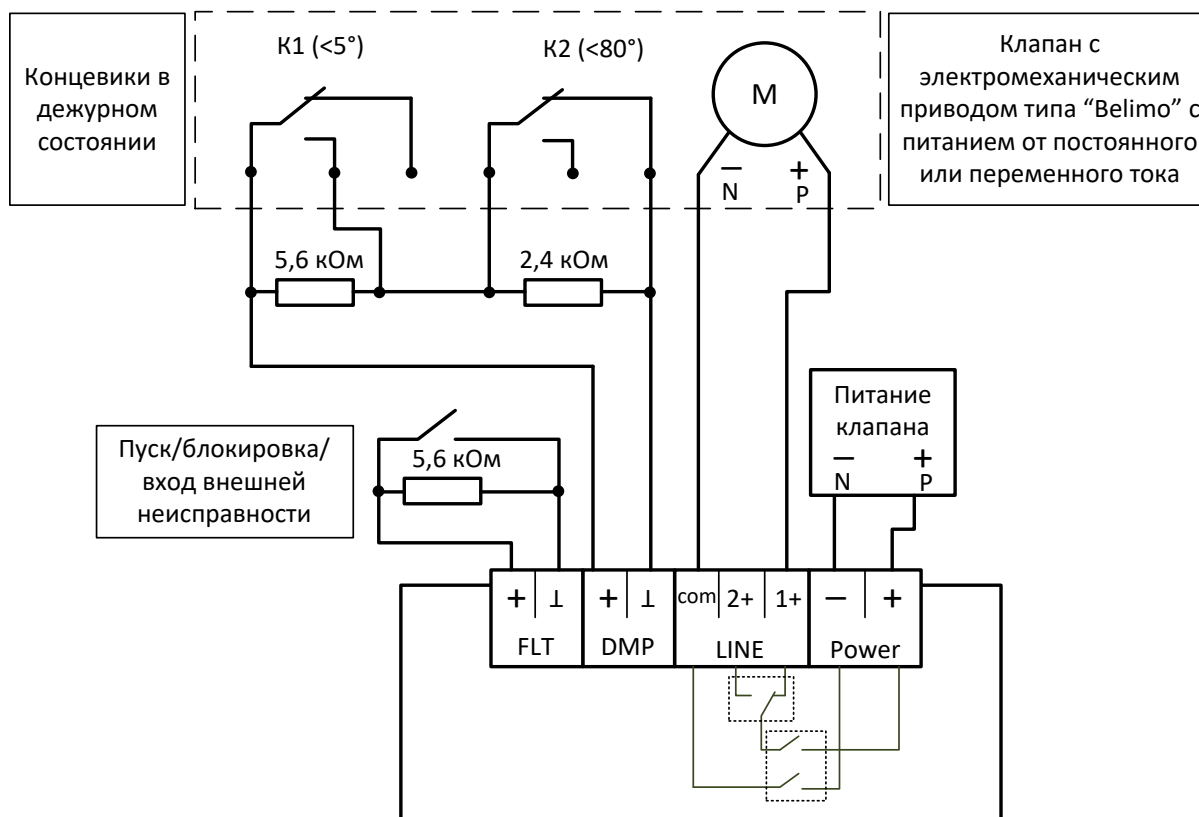 Концевики в
дежурном
состоянии
К1 (<5°)
К2 (<80°)
М
Клапан с
электромеханическим
приводом типа “Belimo” с
питанием от постоянного
или переменного тока
— +
N P
5,6 кОм
2,4 кОм
Питание
клапана
— +
N P
Пуск/блокировка/
вход внешней
неисправности
5,6 кОм
+ ⊥ + ⊥ com 2+ 1+ — +
FLT DMP LINE Power